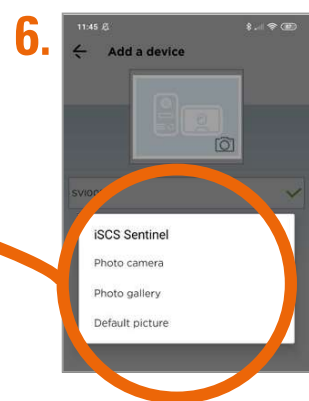 6.
11:45
Add a device
iSCS Sentinel
Photo camera
Photo gallery
Default picture